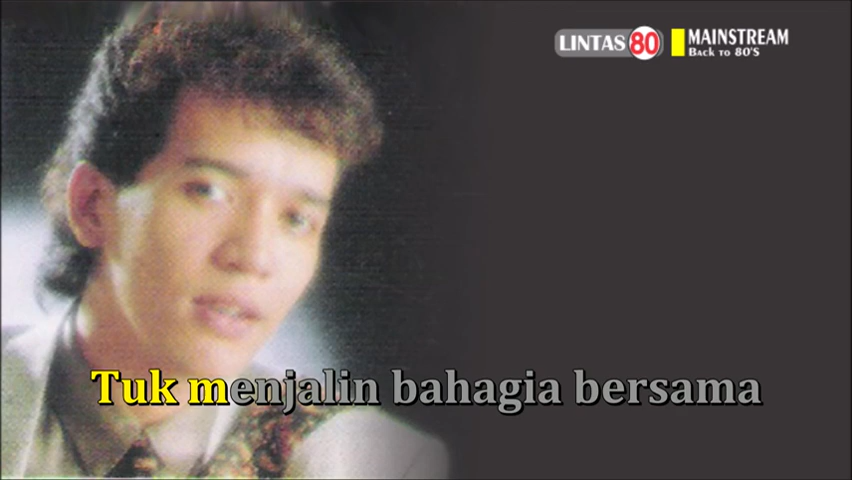 LINTAS 80
MAINSTREAM
BACK TO 80'S
Tuk menjalin bahagia bersama